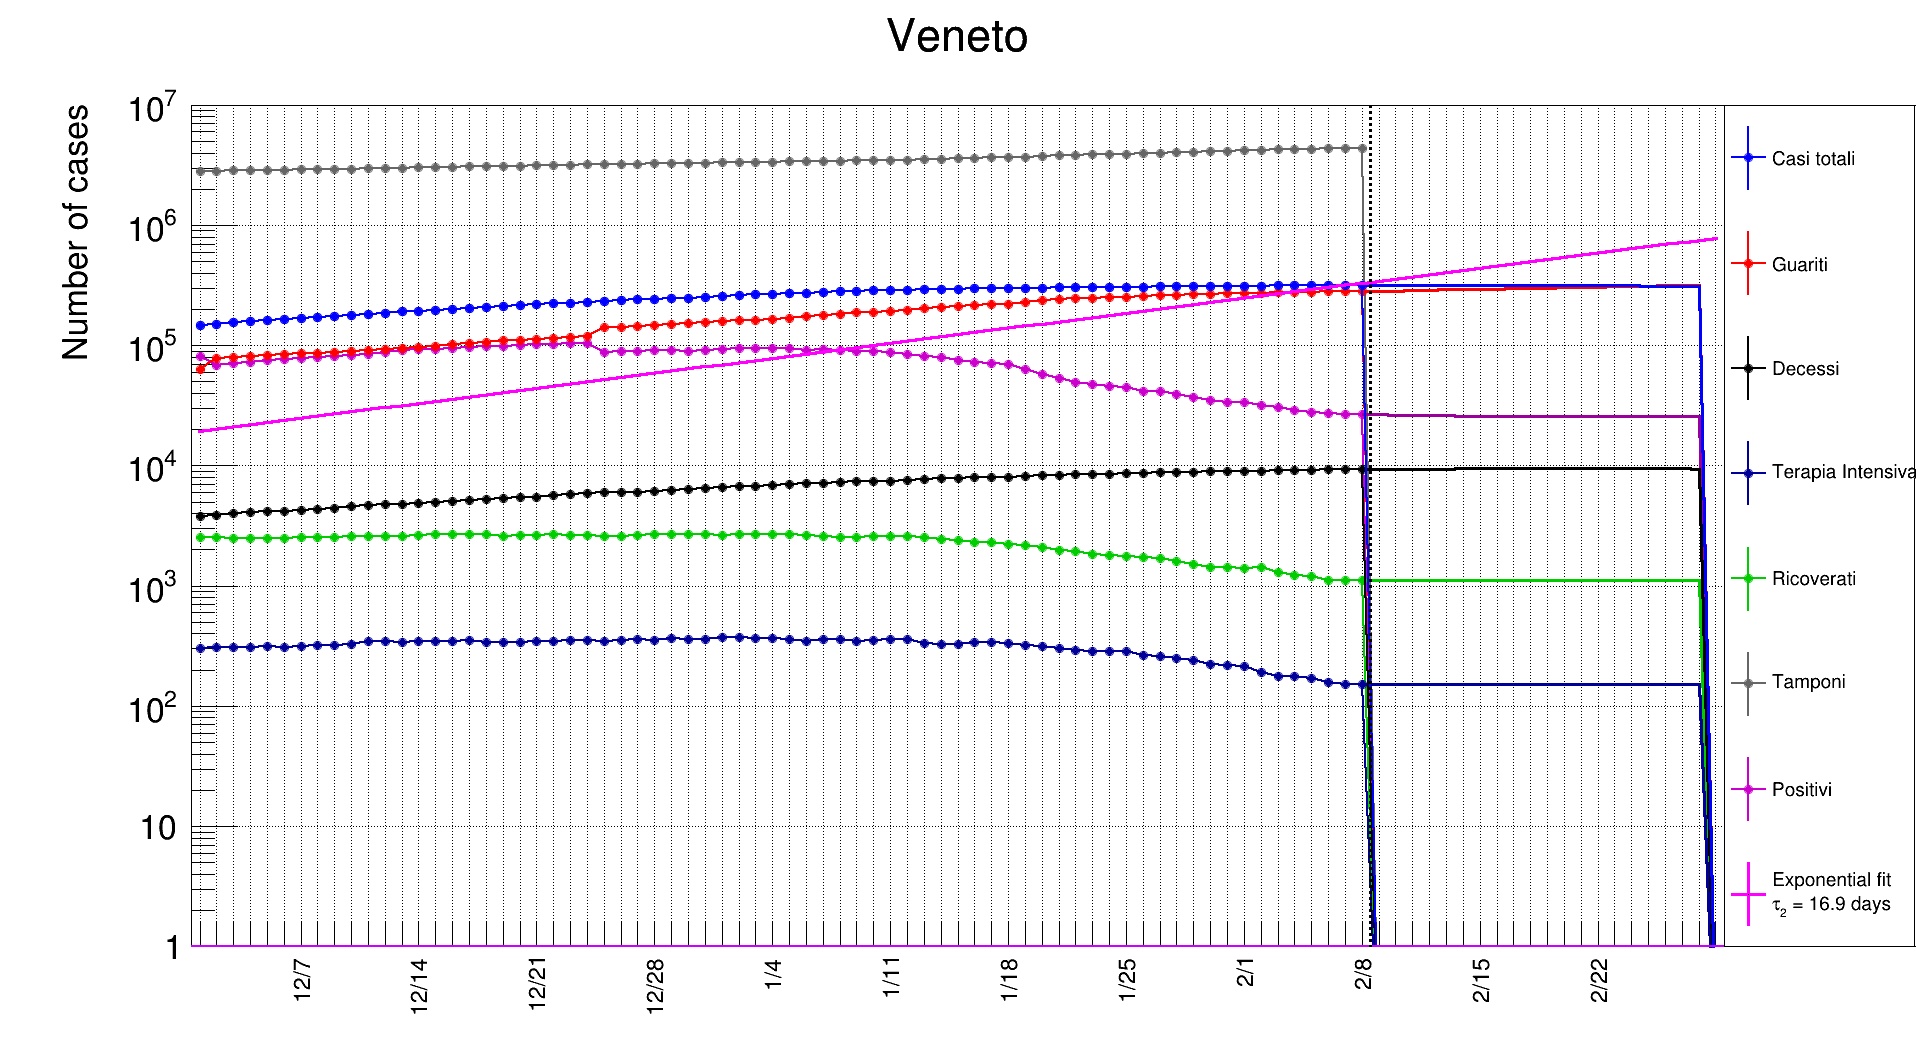 Veneto
Number of cases
10^7
10^6
10^5
10^4
10^3
10^2
10
1
12/7
12/14
12/21
12/28
1/4
1/11
1/18
1/25
2/1
2/8
2/15
2/22
Casi totali
Guariti
Decessi
Terapia Intensiva
Ricoverati
Tamponi
Positivi
Exponential fit
τ₂ = 16.9 days